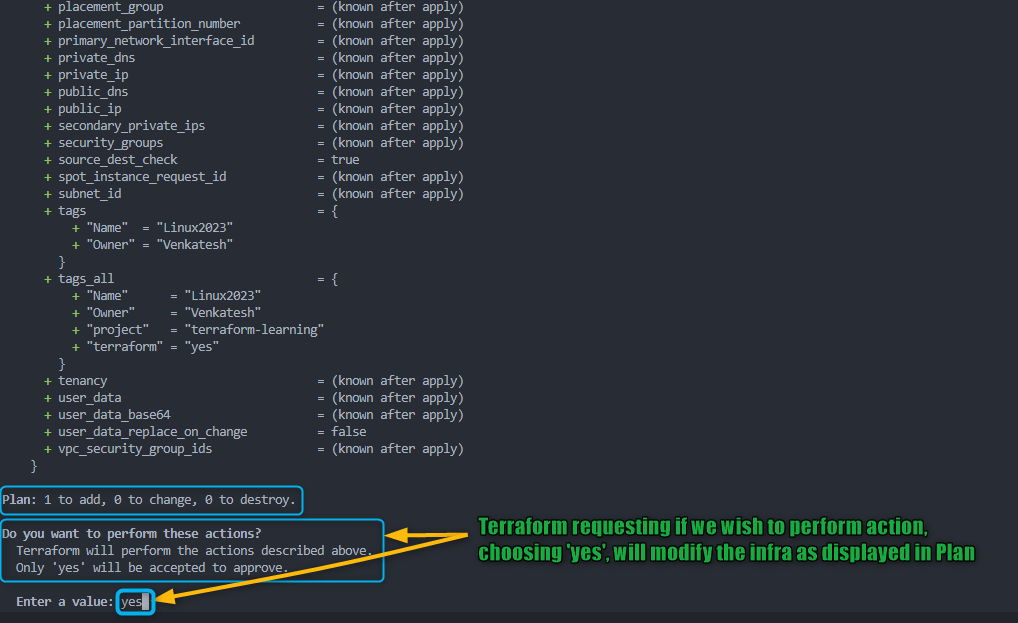 + placement_group = (known after apply)
+ placement_partition_number = (known after apply)
+ primary_network_interface_id = (known after apply)
+ private_dns = (known after apply)
+ private_ip = (known after apply)
+ public_dns = (known after apply)
+ public_ip = (known after apply)
+ secondary_private_ips = (known after apply)
+ security_groups = (known after apply)
+ source_dest_check = true
+ spot_instance_request_id = (known after apply)
+ subnet_id = (known after apply)
+ tags = {
+ "Name" = "Linux2023"
+ "Owner" = "Venkatesh"
}
+ tags_all = {
+ "Name" = "Linux2023"
+ "Owner" = "Venkatesh"
+ "project" = "terraform-learning"
+ "terraform" = "yes"
}
+ tenancy = (known after apply)
+ user_data = (known after apply)
+ user_data_base64 = (known after apply)
+ user_data_replace_on_change = false
+ vpc_security_group_ids = (known after apply)
}
Plan: 1 to add, 0 to change, 0 to destroy.
Do you want to perform these actions?
Terraform will perform the actions described above.
Only 'yes' will be accepted to approve.
Enter a value: yes
Terraform requesting if we wish to perform action,
choosing 'yes', will modify the infra as displayed in Plan